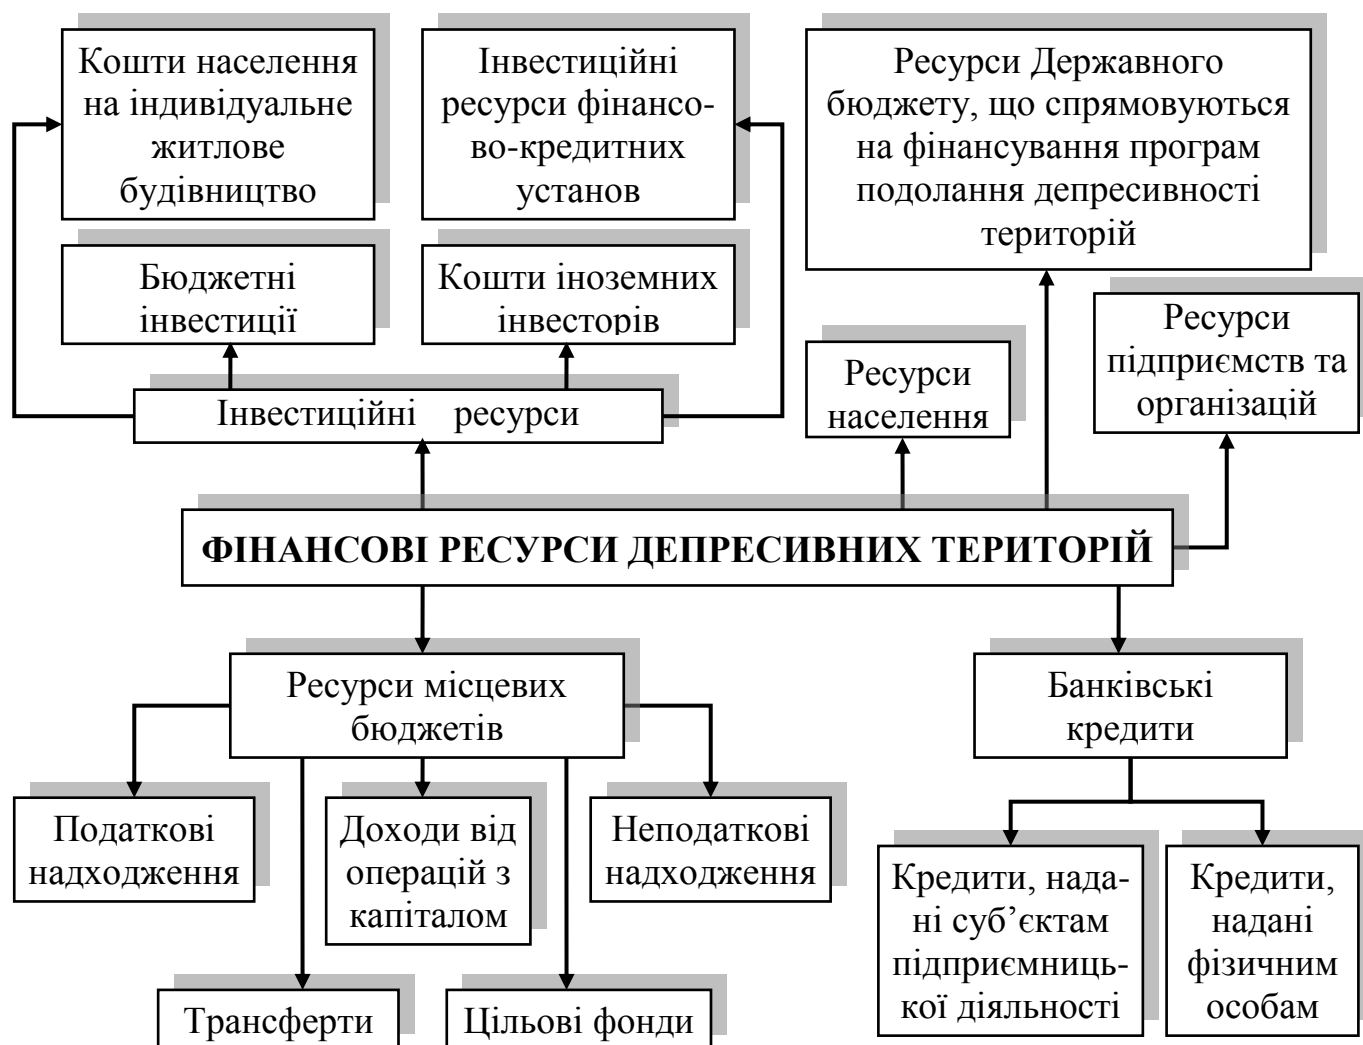 Кошти населення
на індивідуальне
житлове
будівництво
Інвестиційні
ресурси фінансо-
во-кредитних
установ
Ресурси Державного
бюджету, що спрямовуються
на фінансування програм
подолання депресивності
територій
Бюджетні
інвестиції
Кошти іноземних
інвесторів
Ресурси
населення
Ресурси
підприємств та
організацій
Інвестиційні ресурси
ФІНАНСОВІ РЕСУРСИ ДЕПРЕСИВНИХ ТЕРИТОРІЙ
Ресурси місцевих
бюджетів
Банківські
кредити
Податкові
надходження
Доходи від
операцій з
капіталом
Неподаткові
надходження
Кредити, нада-
ні суб’єктам
підприємниць-
кої діяльності
Кредити,
надані
фізичним
особам
Трансферти
Цільові фонди